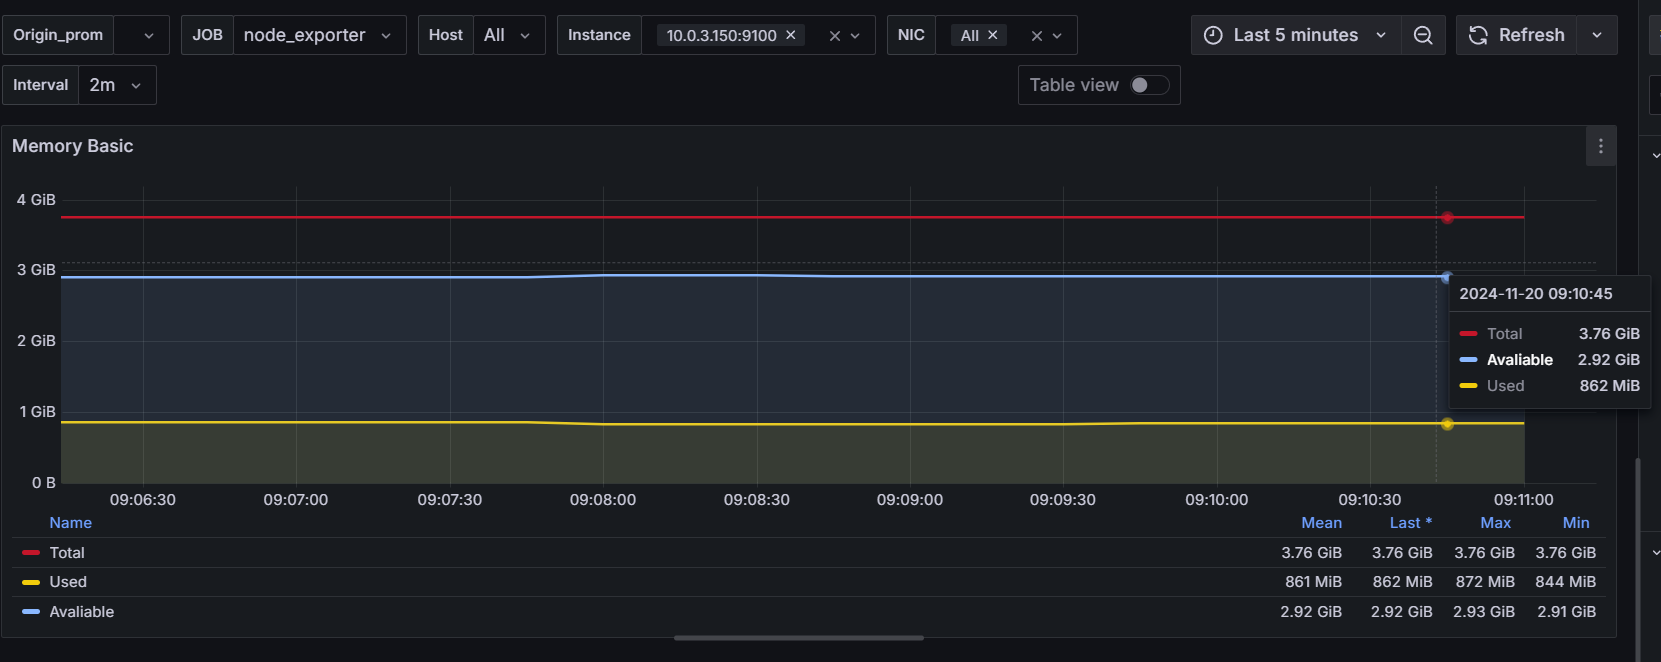 Origin_prom JOB node_exporter Host All Instance 10.0.3.150:9100 NIC All Last 5 minutes Refresh
Interval 2m Table view
Memory Basic
4 GiB
3 GiB
2 GiB
1 GiB
0 B
2024-11-20 09:10:45
Total 3.76 GiB
Avaliable 2.92 GiB
Used 862 MiB
09:06:30 09:07:00 09:07:30 09:08:00 09:08:30 09:09:00 09:09:30 09:10:00 09:10:30 09:11:00
Name Mean Last * Max Min
Total 3.76 GiB 3.76 GiB 3.76 GiB 3.76 GiB
Used 861 MiB 862 MiB 872 MiB 844 MiB
Avaliable 2.92 GiB 2.92 GiB 2.93 GiB 2.91 GiB